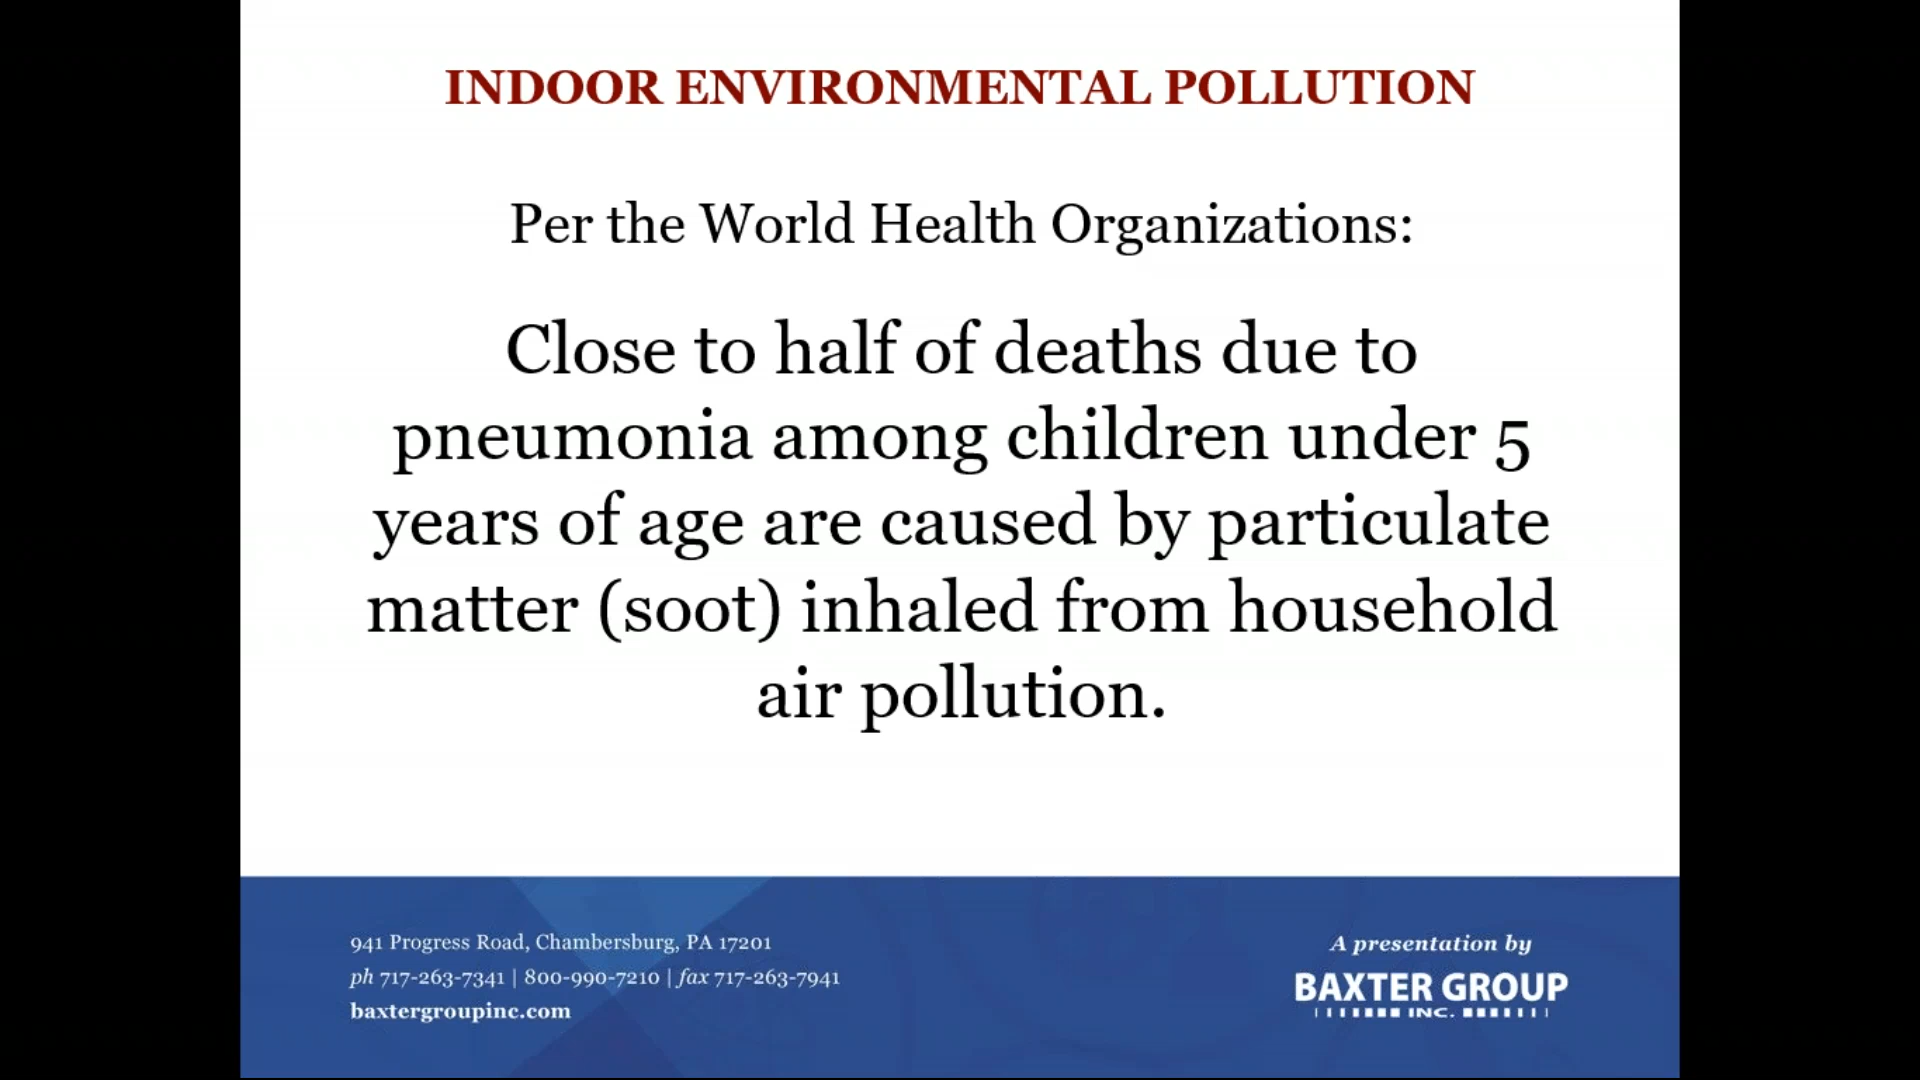 INDOOR ENVIRONMENTAL POLLUTION
Per the World Health Organizations:
Close to half of deaths due to
pneumonia among children under 5
years of age are caused by particulate
matter (soot) inhaled from household
air pollution.
941 Progress Road, Chambersburg, PA 17201
ph 717-263-7341 | 800-990-7210 | fax 717-263-7941
baxtergroupinc.com
A presentation by
BAXTER GROUP
INC.